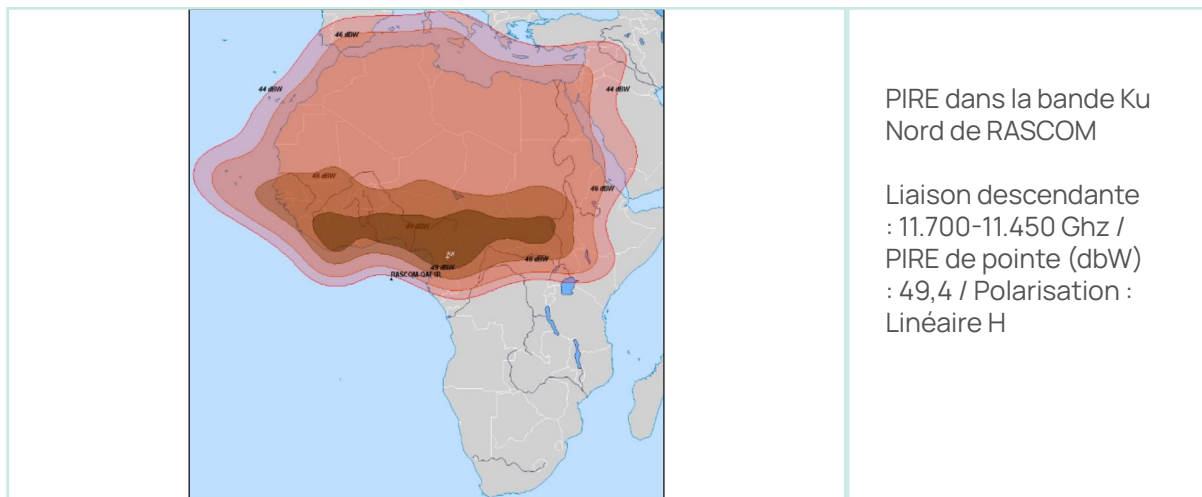 46 dBW
44 dBW
44 dBW
48 dBW
46 dBW
49 dBW
48 dBW
49 dBW
RASCOM-QAF1R
PIRE dans la bande Ku
Nord de RASCOM
Liaison descendante
: 11.700-11.450 Ghz /
PIRE de pointe (dbW)
: 49,4 / Polarisation :
Linéaire H